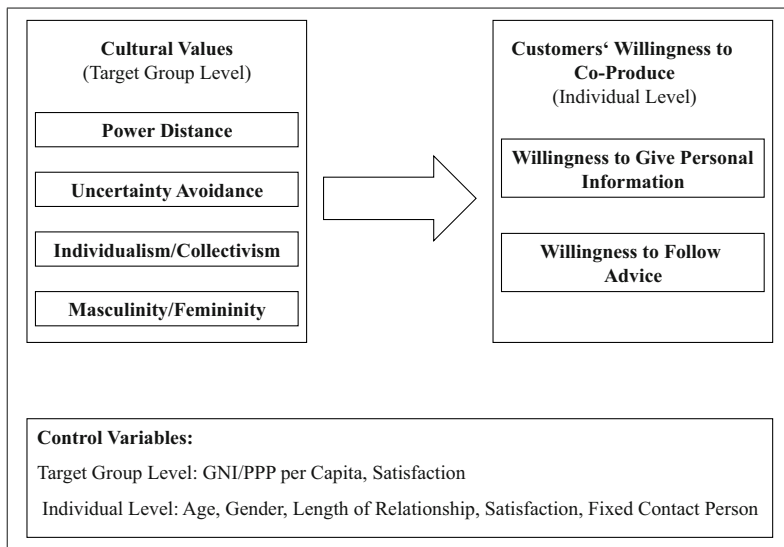 Cultural Values
(Target Group Level)
Power Distance
Uncertainty Avoidance
Individualism/Collectivism
Masculinity/Femininity
Customers‘ Willingness to
Co-Produce
(Individual Level)
Willingness to Give Personal
Information
Willingness to Follow
Advice
Control Variables:
Target Group Level: GNI/PPP per Capita, Satisfaction
Individual Level: Age, Gender, Length of Relationship, Satisfaction, Fixed Contact Person